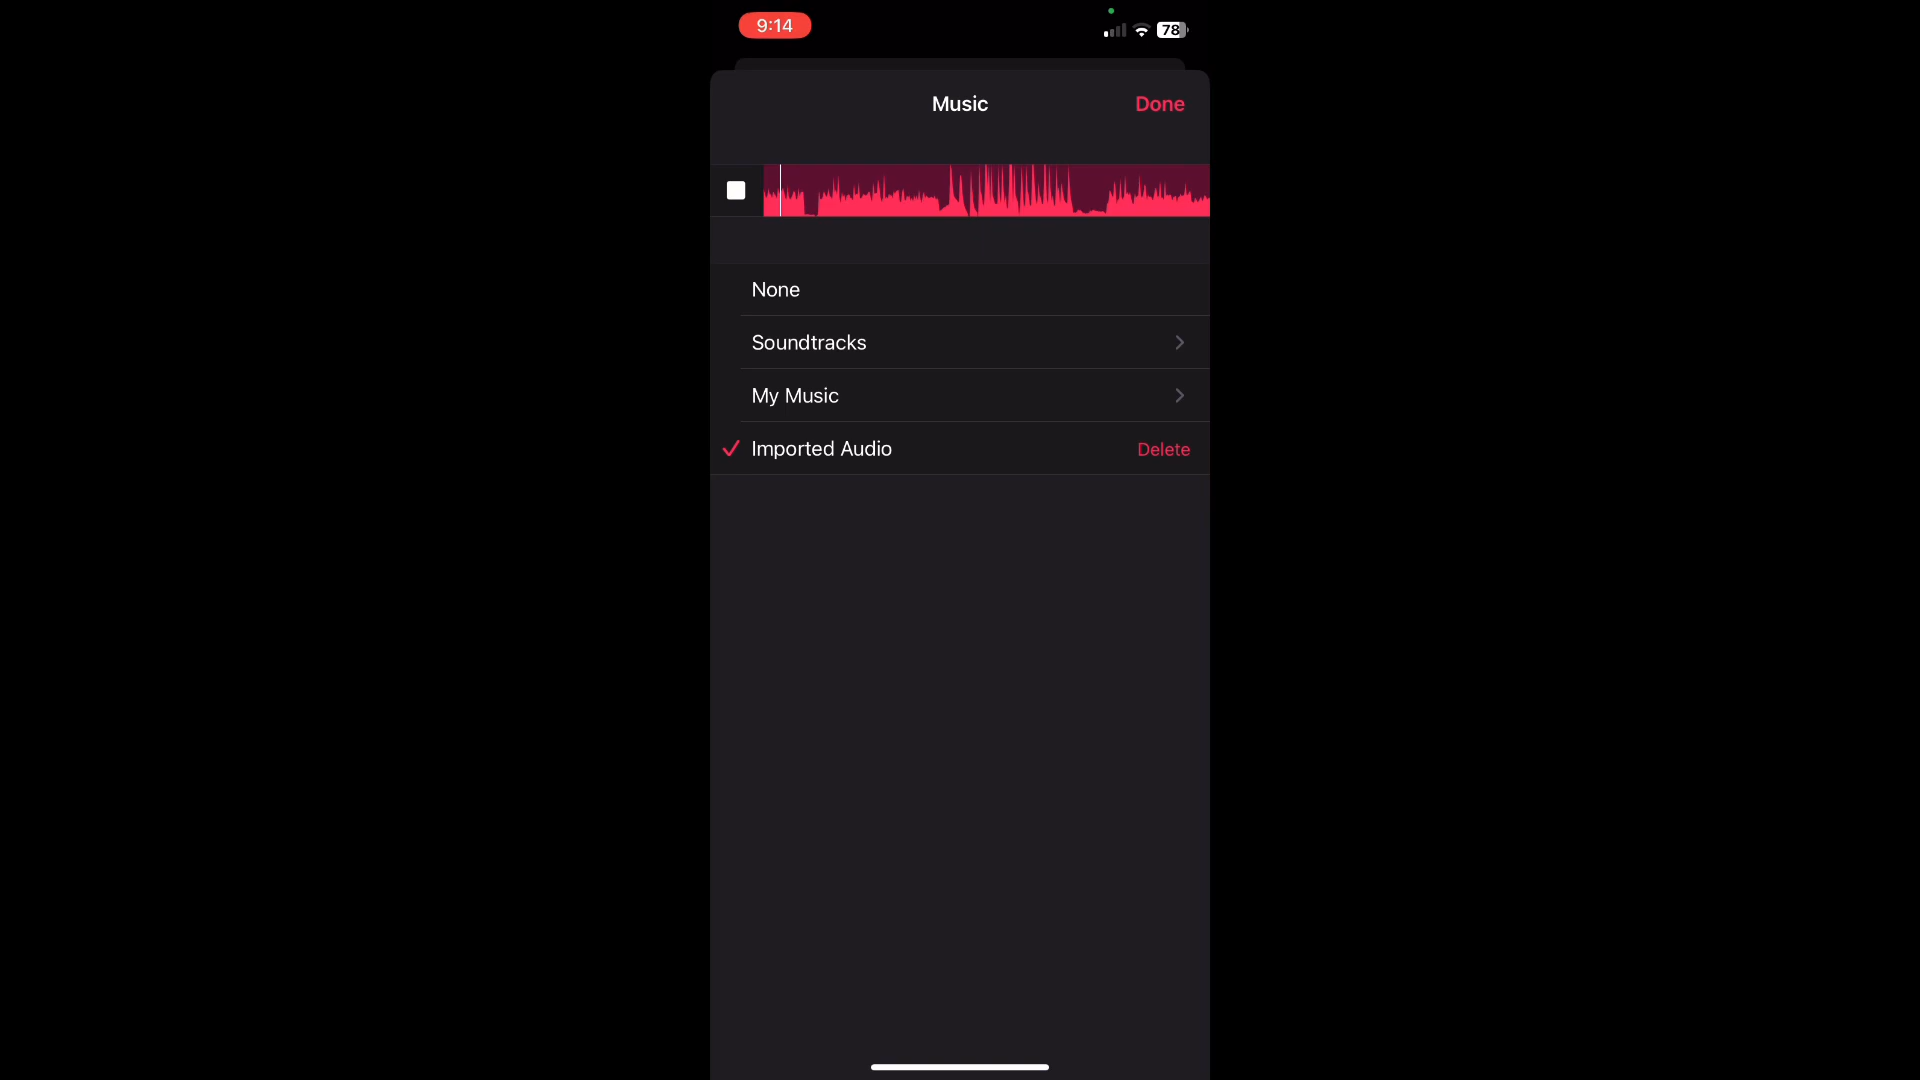 9:14
78
Music
Done
None
Soundtracks
My Music
Imported Audio
Delete